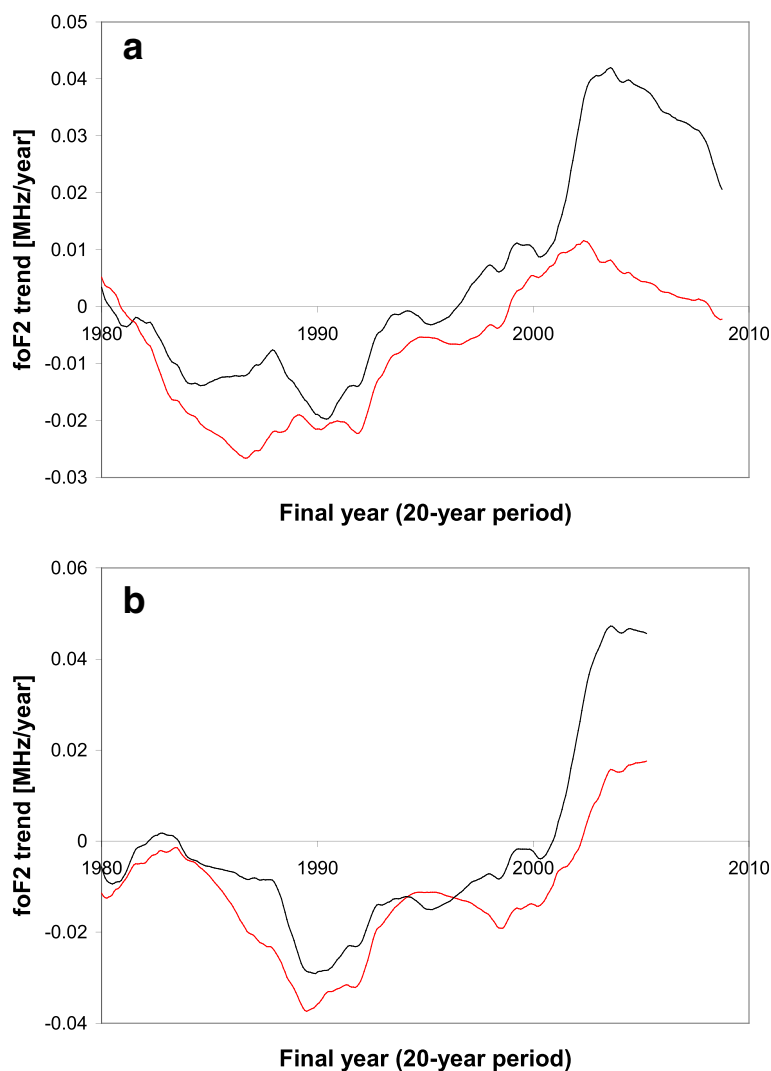 a
0.05
0.04
0.03
0.02
0.01
0
-0.01
-0.02
-0.03
1980 1990 2000 2010
foF2 trend [MHz/year]
Final year (20-year period)
b
0.06
0.04
0.02
0
-0.02
-0.04
1980 1990 2000 2010
foF2 trend [MHz/year]
Final year (20-year period)